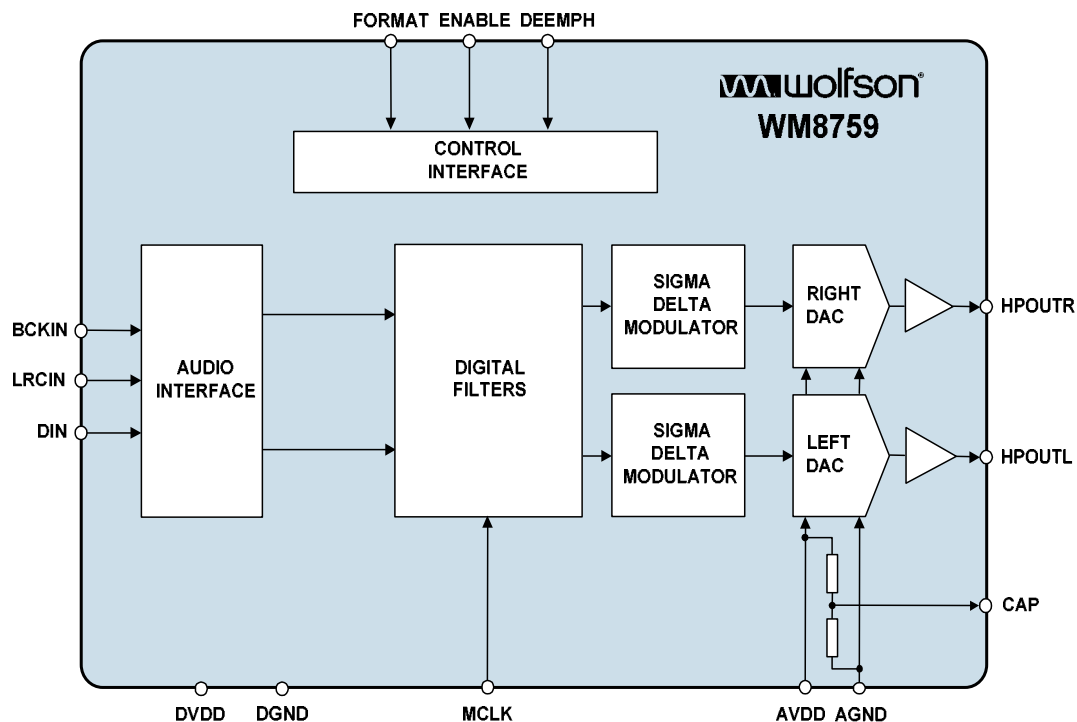 FORMAT ENABLE DEEMPH
wolfson®
WM8759
CONTROL
INTERFACE
BCKIN
LRCIN
DIN
AUDIO
INTERFACE
DIGITAL
FILTERS
SIGMA
DELTA
MODULATOR
RIGHT
DAC
HPOUTR
SIGMA
DELTA
MODULATOR
LEFT
DAC
HPOUTL
CAP
DVDD
DGND
MCLK
AVDD
AGND